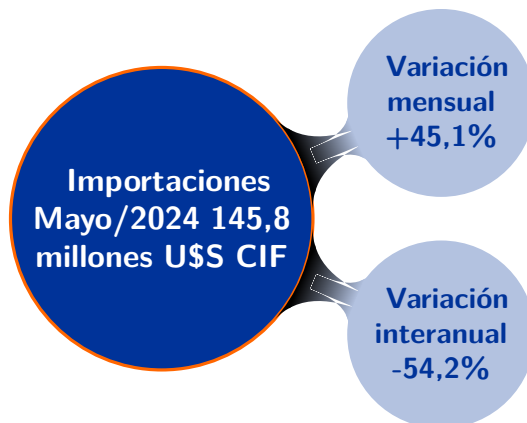 Importaciones
Mayo/2024 145,8
millones U$S CIF
Variación
mensual
+45,1%
Variación
interanual
-54,2%